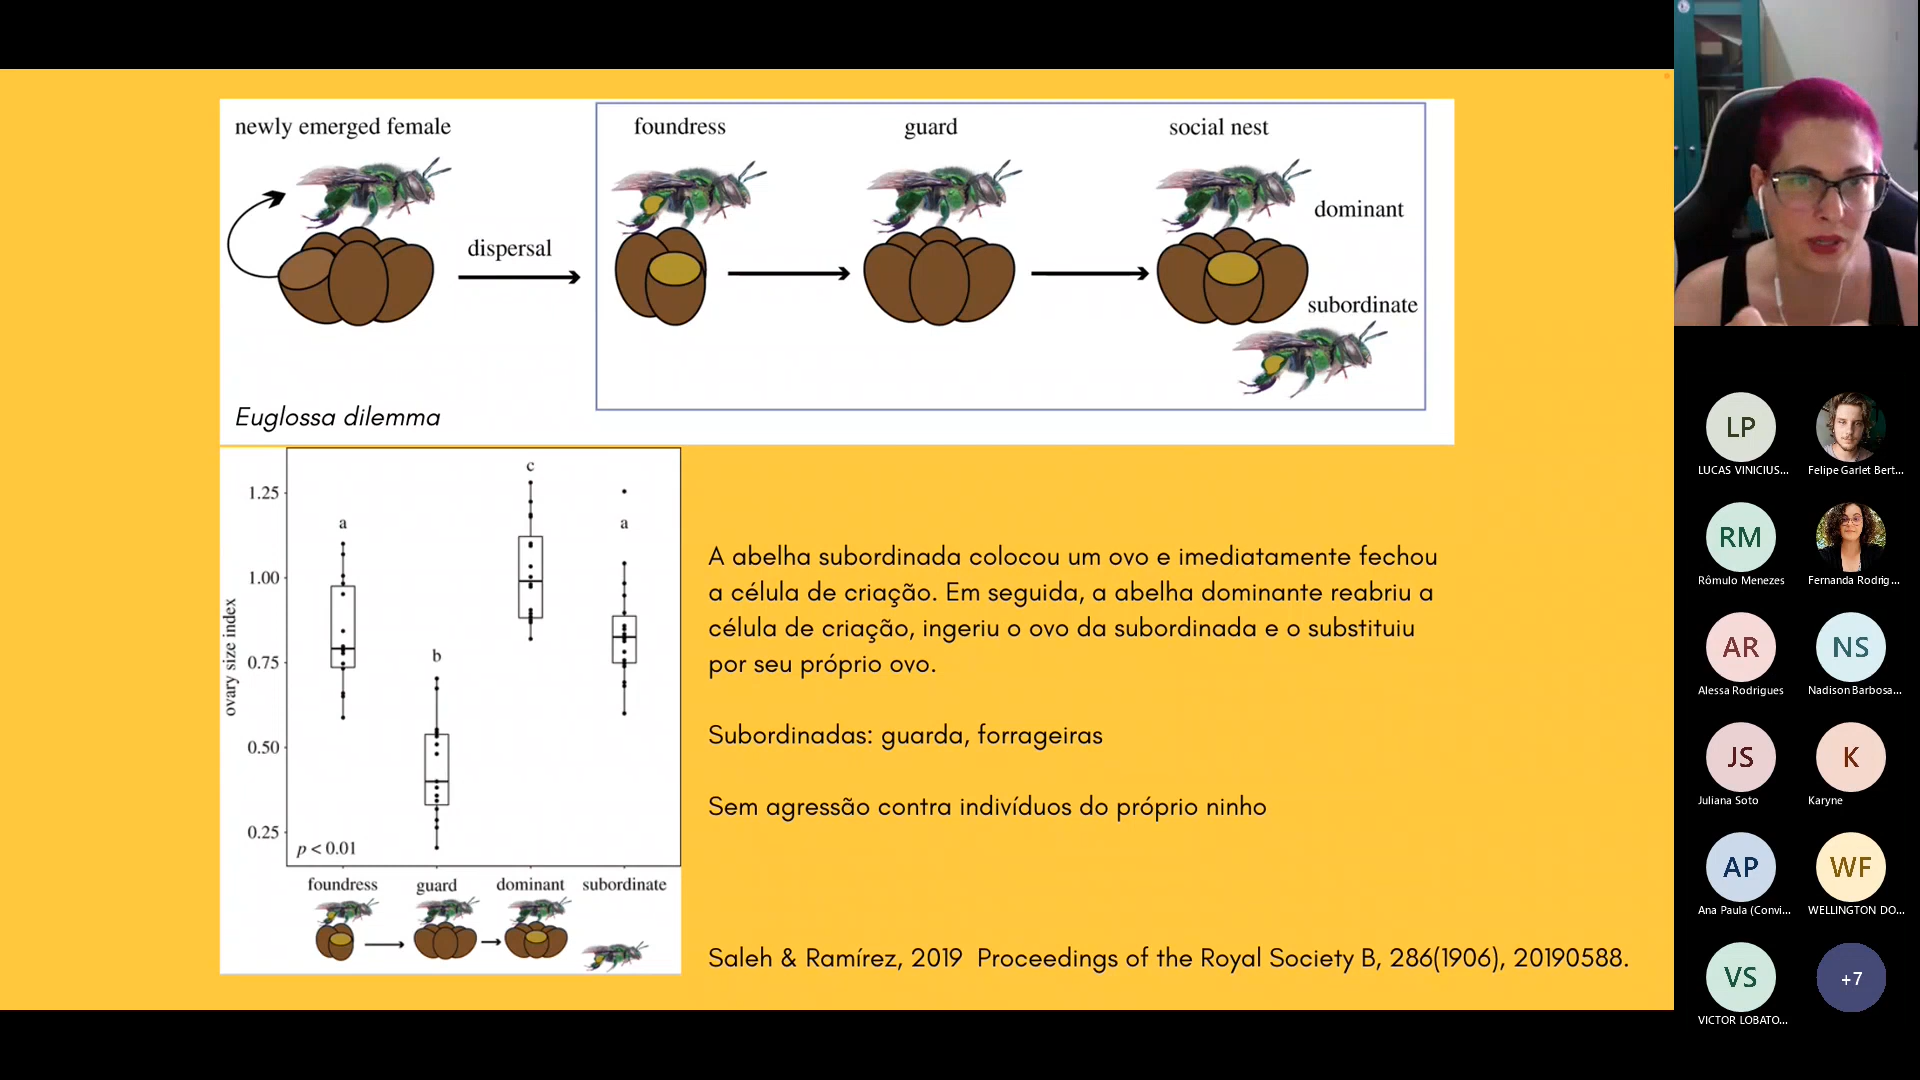 newly emerged female
foundress
guard
social nest
dominant
dispersal
subordinate
Euglossa dilemma
c
1.25
a
a
1.00
b
0.75
ovary size index
0.50
0.25
p < 0.01
foundress
guard
dominant
subordinate
A abelha subordinada colocou um ovo e imediatamente fechou
a célula de criação. Em seguida, a abelha dominante reabriu a
célula de criação, ingeriu o ovo da subordinada e o substituiu
por seu próprio ovo.
Subordinadas: guarda, forrageiras
Sem agressão contra indivíduos do próprio ninho
Saleh & Ramírez, 2019 Proceedings of the Royal Society B, 286(1906), 20190588.
LP
LUCAS VINICIUS...
Felipe Garlet Bert...
RM
Rômulo Menezes
Fernanda Rodrig...
AR
NS
Alessa Rodrigues
Nadison Barbosa...
JS
K
Juliana Soto
Karyne
AP
WF
Ana Paula (Convi...
WELLINGTON DO...
VS
+7
VICTOR LOBATO...